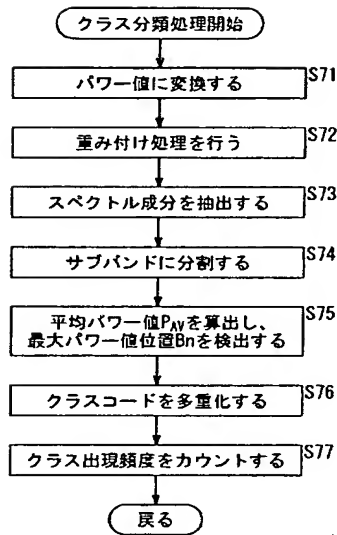 クラス分類処理開始
S71
パワー値に変換する
S72
重み付け処理を行う
S73
スペクトル成分を抽出する
S74
サブバンドに分割する
S75
平均パワー値PAVを算出し、
最大パワー値位置Bnを検出する
S76
クラスコードを多重化する
S77
クラス出現頻度をカウントする
戻る